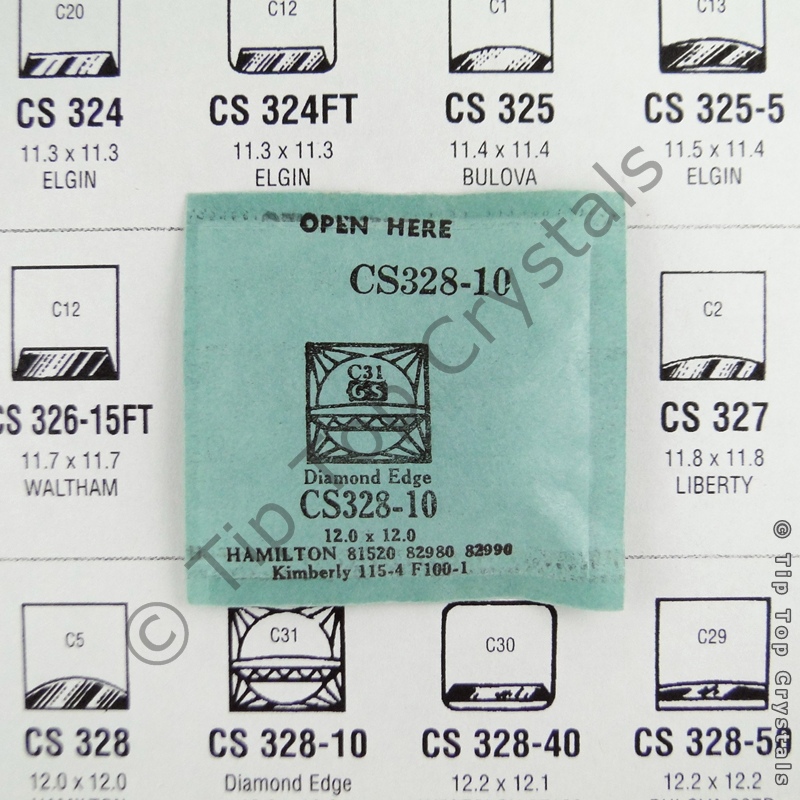 C20 C12 C1 C13
CS 324 CS 324FT CS 325 CS 325-5
11.3 x 11.3 11.3 x 11.3 11.4 x 11.4 11.5 x 11.4
ELGIN ELGIN BULOVA ELGIN
OPEN HERE
CS328-10
C31
GS
Diamond Edge
CS328-10
12.0 x 12.0
HAMILTON 81520 82980 82990
Kimberly 115-4 F100-1
C12
CS 326-15FT
11.7 x 11.7
WALTHAM
C2
CS 327
11.8 x 11.8
LIBERTY
C5 C31 C30 C29
CS 328 CS 328-10 CS 328-40 CS 328-50
12.0 x 12.0 Diamond Edge 12.2 x 12.1 12.2 x 12.2
© Tip Top Crystals
© Tip Top Crystals